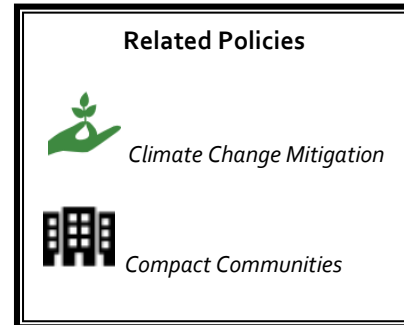 Related Policies
Climate Change Mitigation
Compact Communities